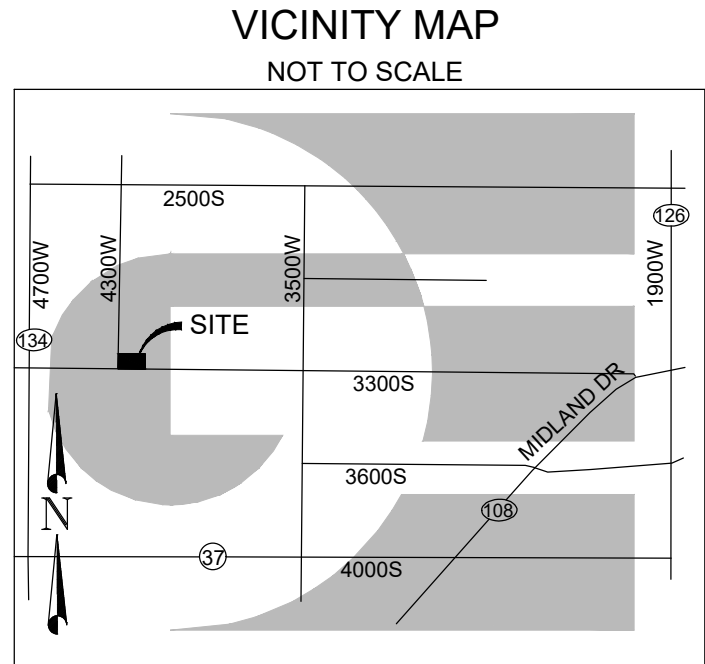 VICINITY MAP
NOT TO SCALE
2500S
126
4700W
4300W
3500W
1900W
SITE
134
3300S
MIDLAND DR
3600S
108
N
37
4000S